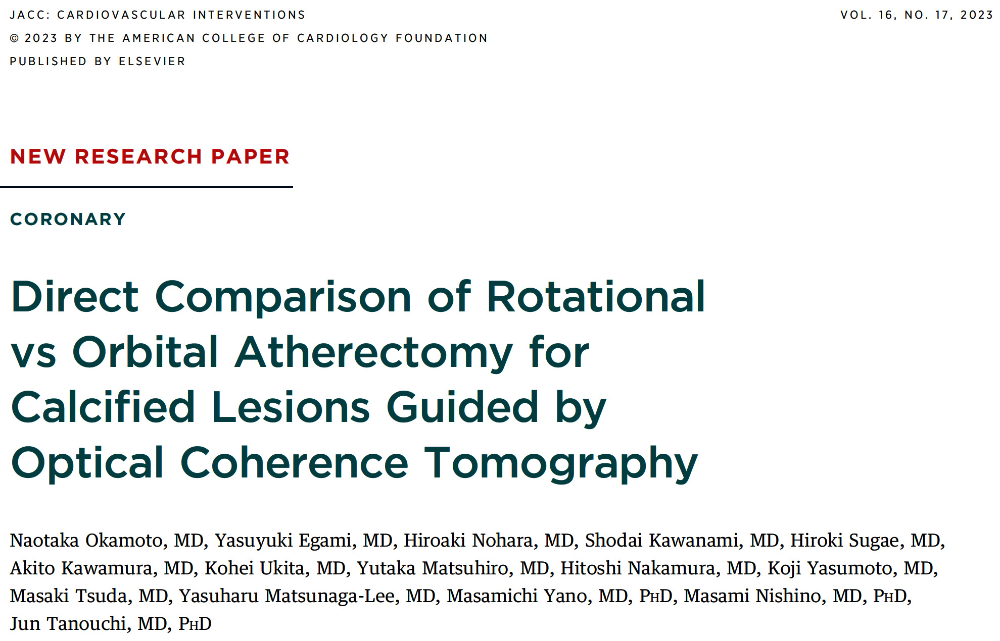 JACC: CARDIOVASCULAR INTERVENTIONS
VOL. 16, NO. 17, 2023
© 2023 BY THE AMERICAN COLLEGE OF CARDIOLOGY FOUNDATION
PUBLISHED BY ELSEVIER
NEW RESEARCH PAPER
CORONARY
Direct Comparison of Rotational
vs Orbital Atherectomy for
Calcified Lesions Guided by
Optical Coherence Tomography
Naotaka Okamoto, MD, Yasuyuki Egami, MD, Hiroaki Nohara, MD, Shodai Kawanami, MD, Hiroki Sugae, MD,
Akito Kawamura, MD, Kohei Ukita, MD, Yutaka Matsuhiro, MD, Hitoshi Nakamura, MD, Koji Yasumoto, MD,
Masaki Tsuda, MD, Yasuharu Matsunaga-Lee, MD, Masamichi Yano, MD, PhD, Masami Nishino, MD, PhD,
Jun Tanouchi, MD, PhD